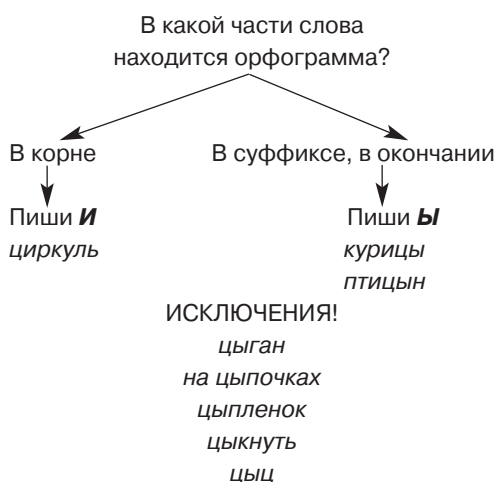 В какой части слова
находится орфограмма?
В корне
В суффиксе, в окончании
Пиши И
Пиши Ы
циркуль
курицы
птицын
ИСКЛЮЧЕНИЯ!
цыган
на цыпочках
цыпленок
цыкнуть
цыц